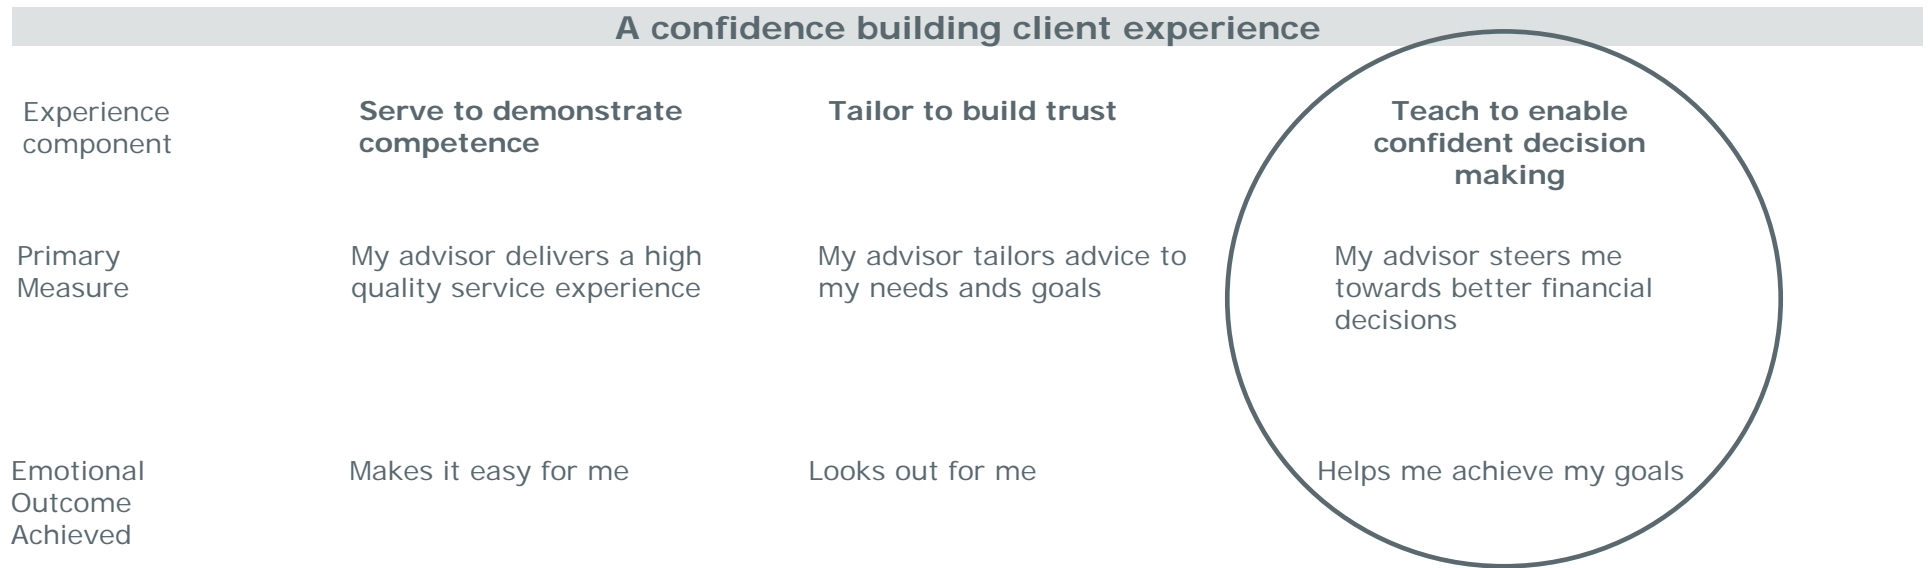 A confidence building client experience
Experience
component
Serve to demonstrate
competence
Tailor to build trust
Teach to enable
confident decision
making
Primary
Measure
My advisor delivers a high
quality service experience
My advisor tailors advice to
my needs ands goals
My advisor steers me
towards better financial
decisions
Emotional
Outcome
Achieved
Makes it easy for me
Looks out for me
Helps me achieve my goals